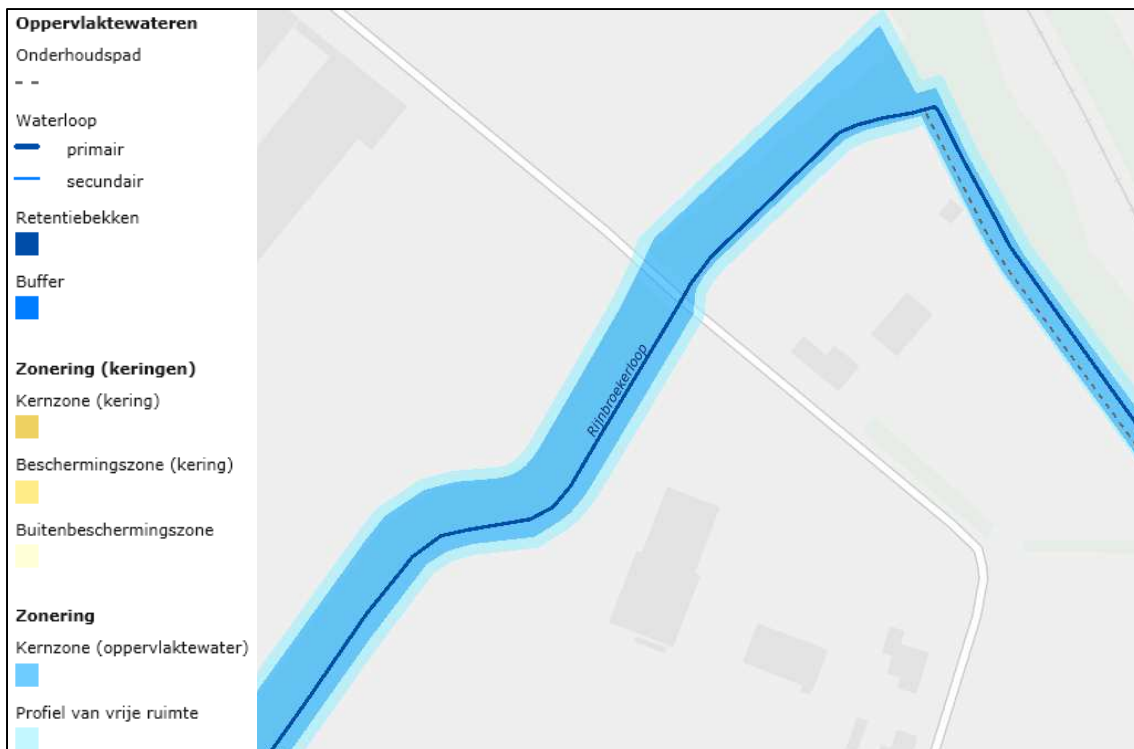 Oppervlaktewateren
Onderhoudspad
Waterloop
primair
secundair
Retentiebekken
Buffer
Zonering (keringen)
Kernzone (kering)
Beschermingszone (kering)
Buitenbeschermingszone
Zonering
Kernzone (oppervlaktewater)
Profiel van vrije ruimte
Rijnbroekerloop